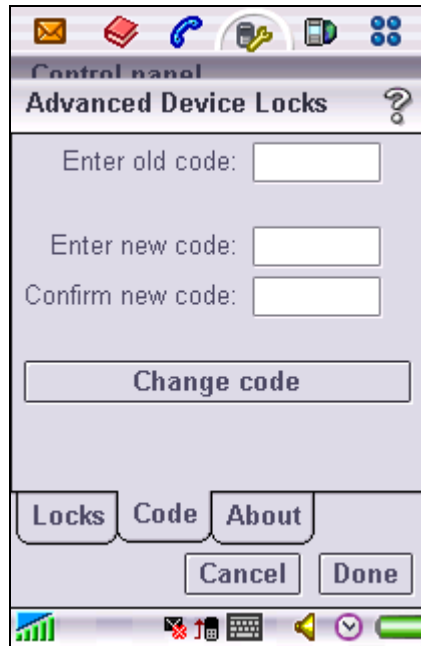 Control panel
Advanced Device Locks
Enter old code:
Enter new code:
Confirm new code:
Change code
Locks Code About
Cancel Done